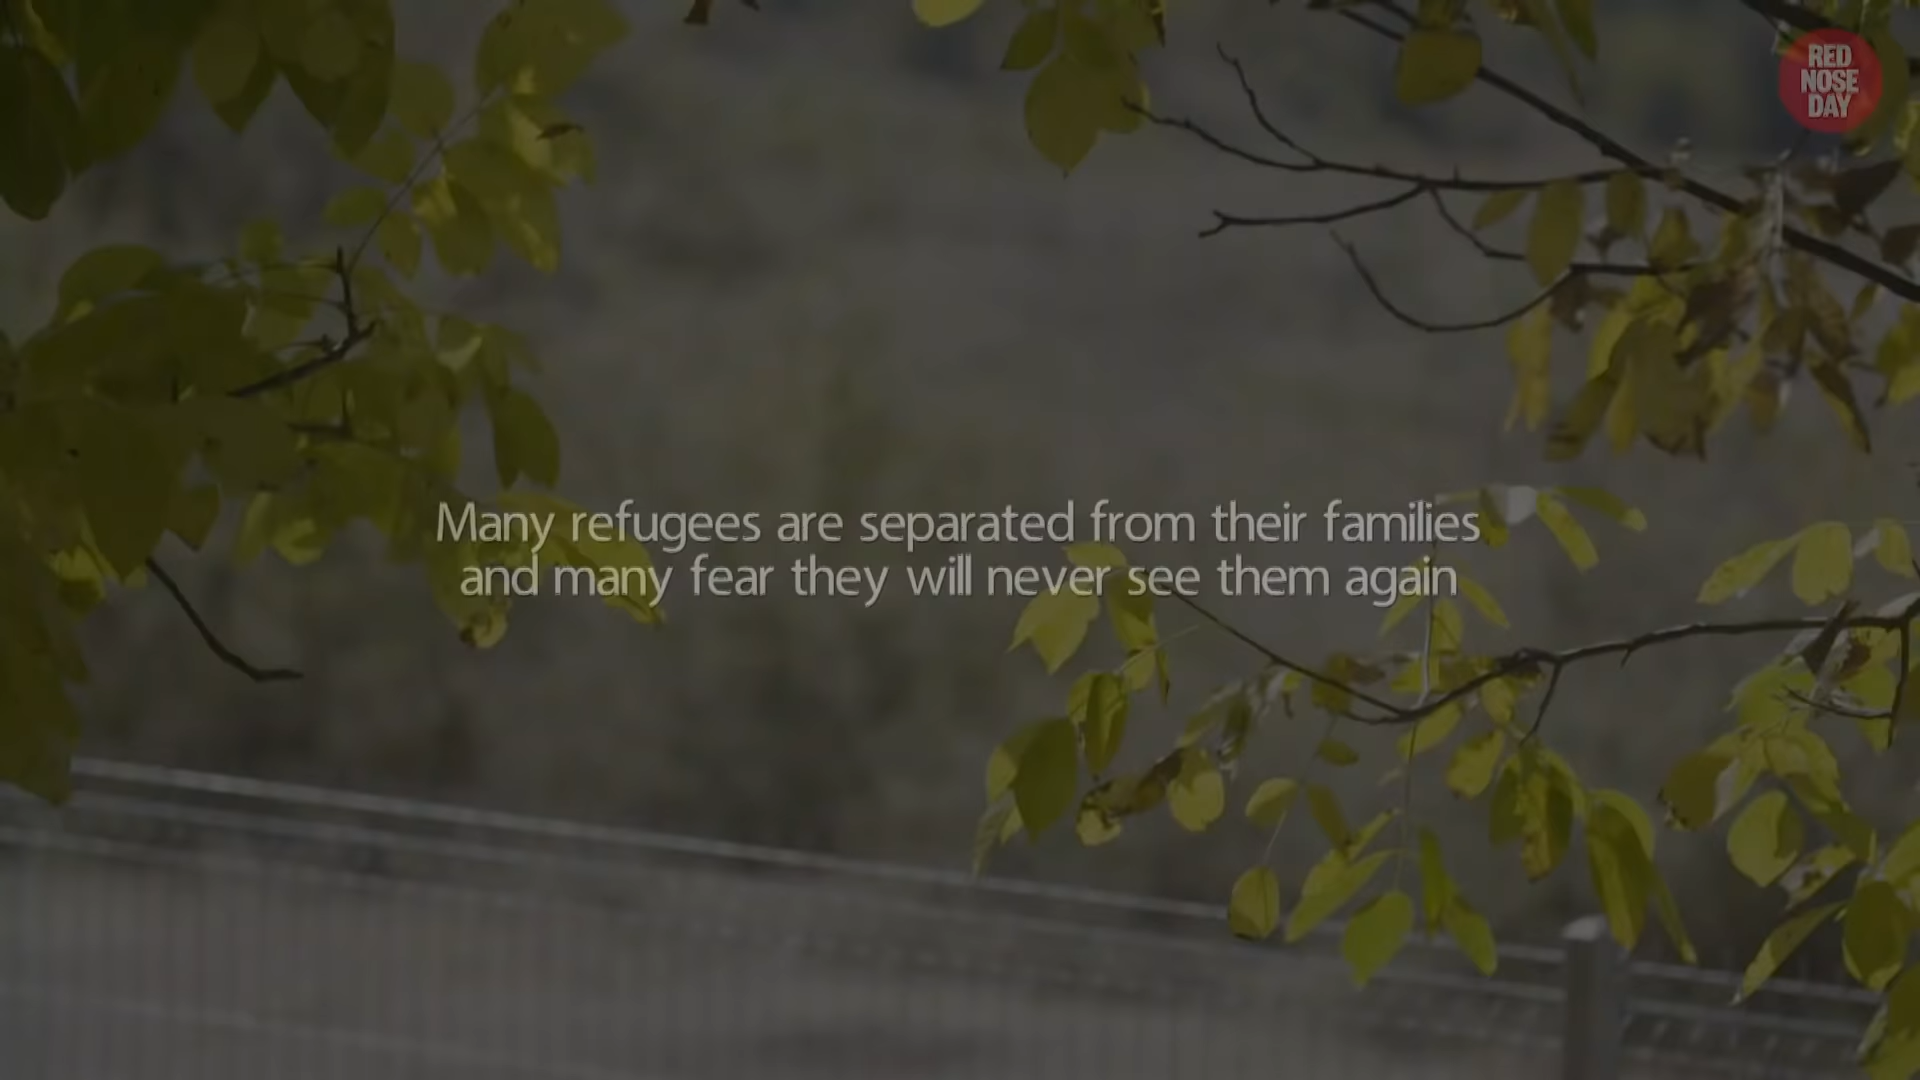 RED
NOSE
DAY
Many refugees are separated from their families
and many fear they will never see them again